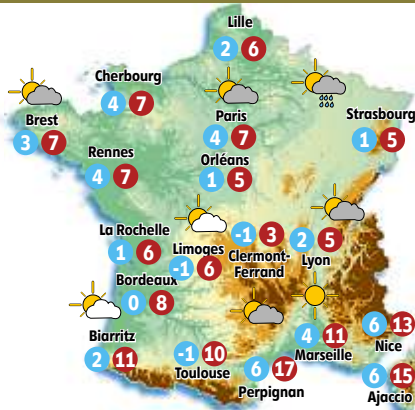 Lille
2 6
Cherbourg
4 7
Brest
3 7
Paris
4 7
Strasbourg
1 5
Rennes
4 7
Orléans
1 5
La Rochelle
1 6
Limoges
-1 6
-1 3
Clermont-
Ferrand
2 5
Lyon
Bordeaux
0 8
Biarritz
2 11
-1 10
Toulouse
6 17
Perpignan
4 11
Marseille
6 13
Nice
6 15
Ajaccio